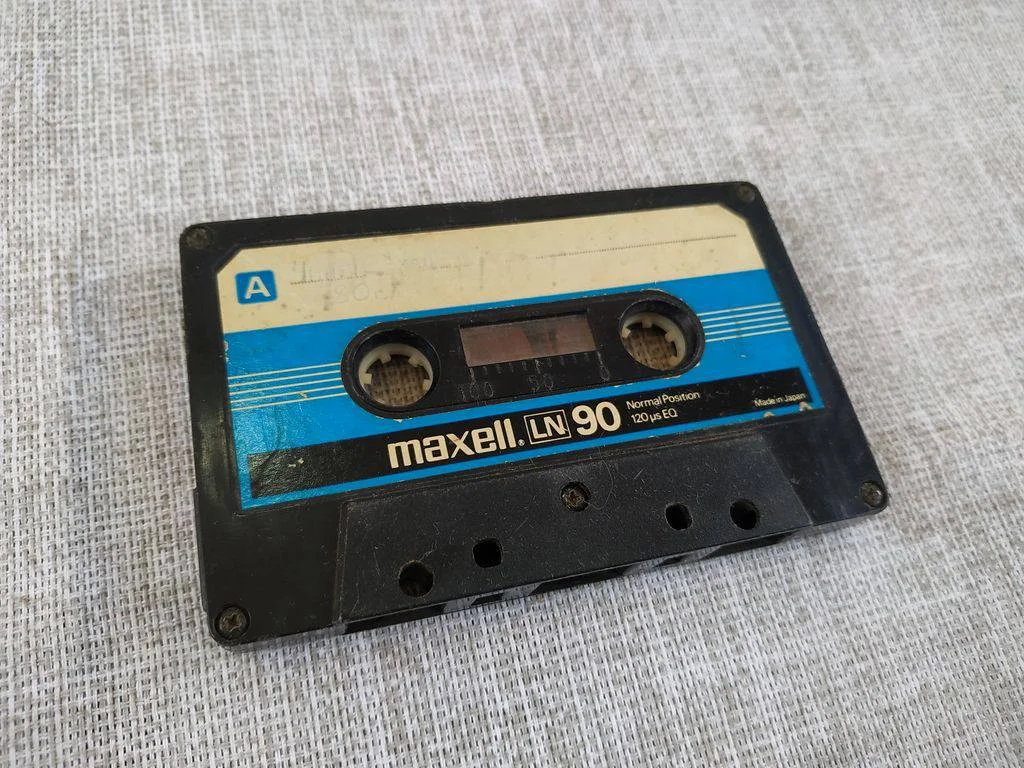 A
100 50 0
maxell® LN 90 Normal Position
120 µs EQ
Made in Japan